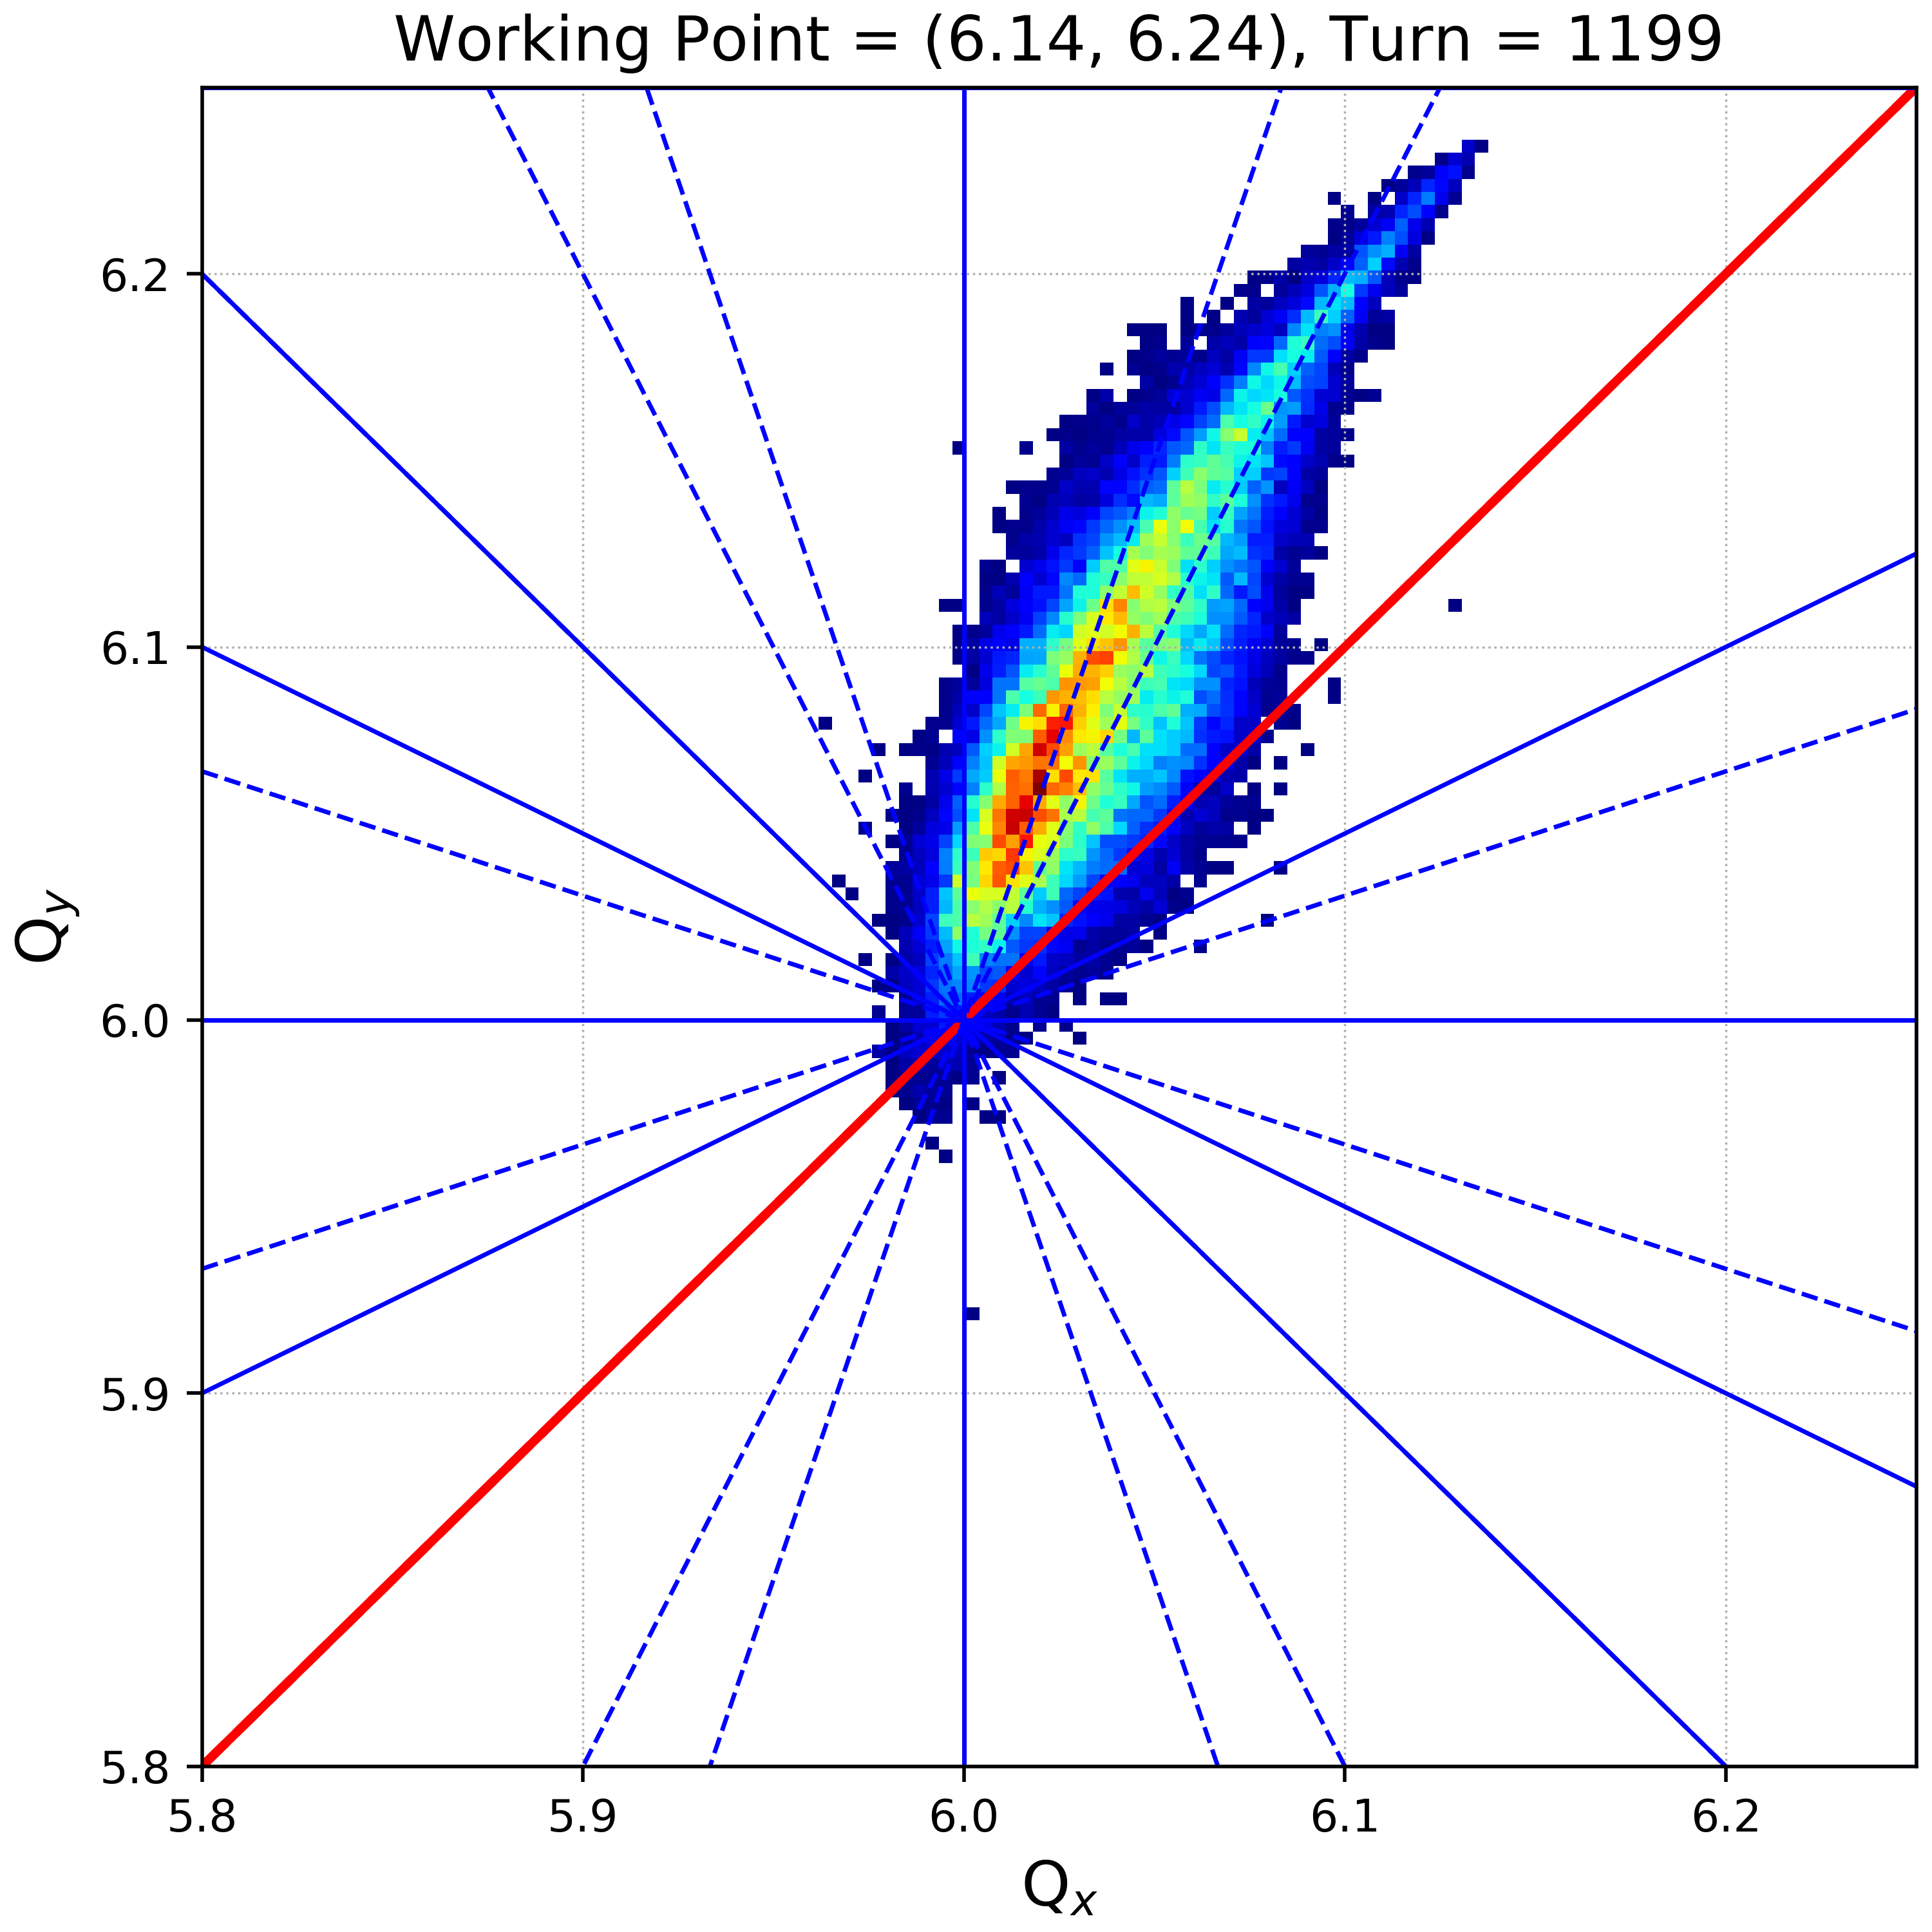 Working Point = (6.14, 6.24), Turn = 1199
6.2
6.1
6.0
5.9
5.8
Qy
5.8 5.9 6.0 6.1 6.2
Qx